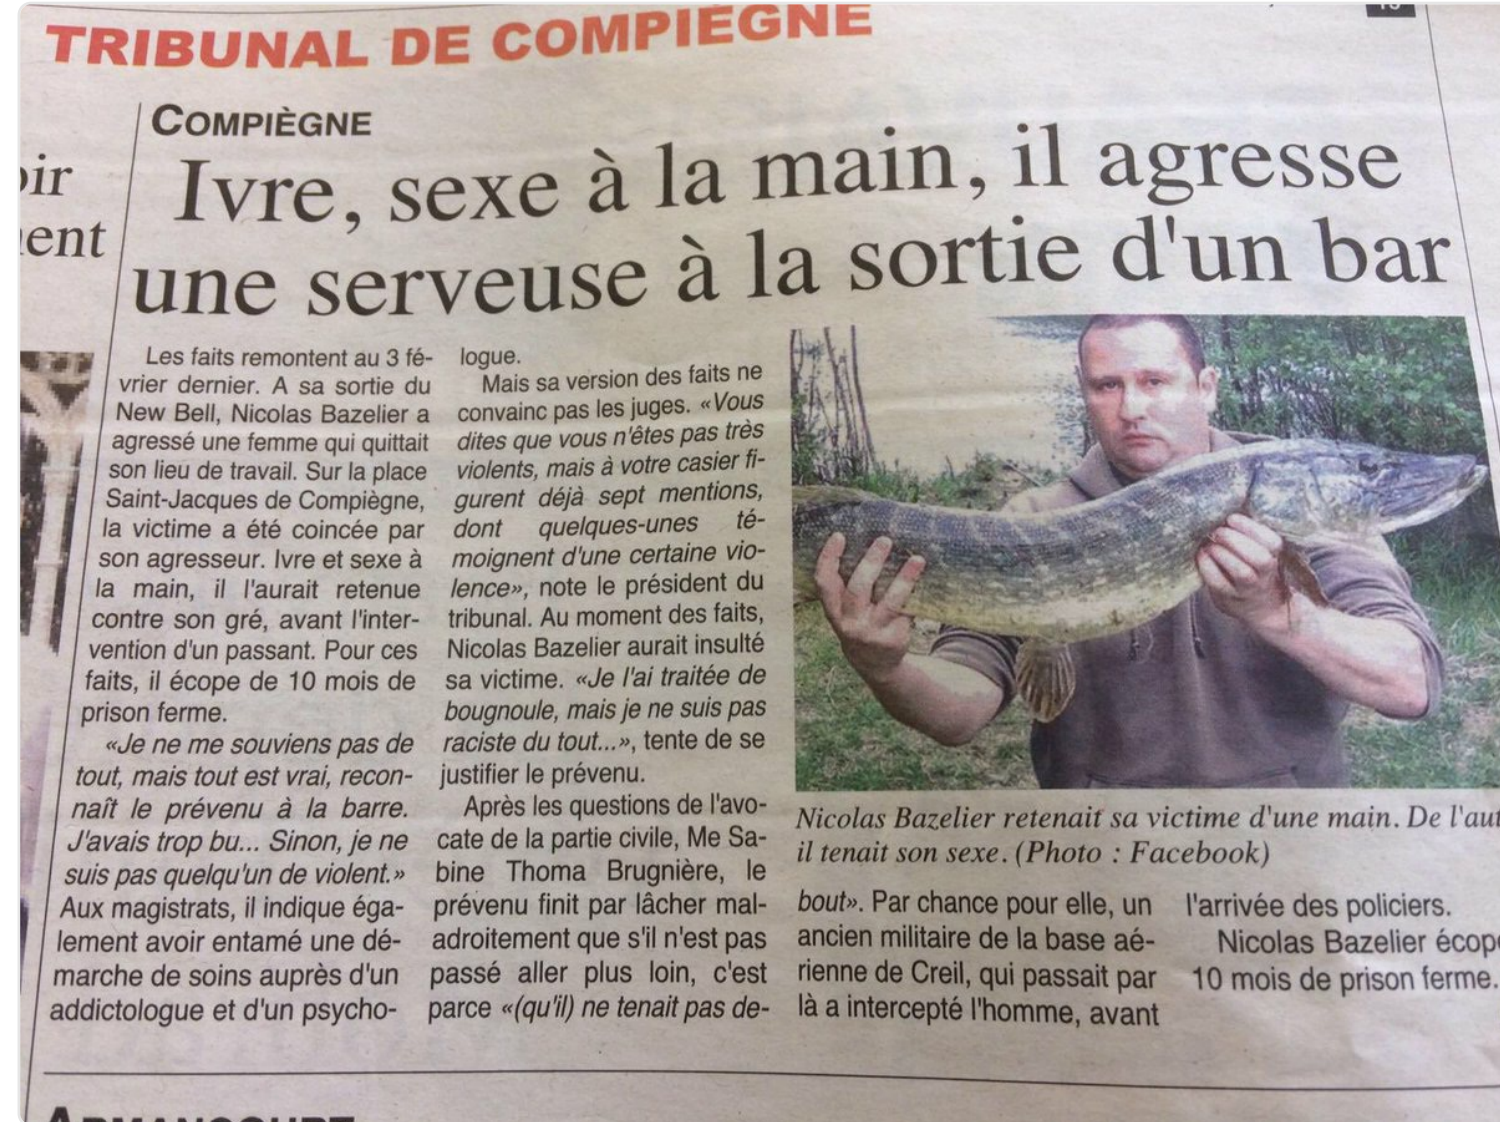 TRIBUNAL DE COMPIÈGNE
COMPIÈGNE
Ivre, sexe à la main, il agresse
une serveuse à la sortie d'un bar
Les faits remontent au 3 fé-
vrier dernier. A sa sortie du
New Bell, Nicolas Bazelier a
agressé une femme qui quittait
son lieu de travail. Sur la place
Saint-Jacques de Compiègne,
la victime a été coincée par
son agresseur. Ivre et sexe à
la main, il l'aurait retenue
contre son gré, avant l'inter-
vention d'un passant. Pour ces
faits, il écope de 10 mois de
prison ferme.
«Je ne me souviens pas de
tout, mais tout est vrai, recon-
naît le prévenu à la barre.
J'avais trop bu... Sinon, je ne
suis pas quelqu'un de violent.»
Aux magistrats, il indique éga-
lement avoir entamé une dé-
marche de soins auprès d'un
addictologue et d'un psycho-
logue.
Mais sa version des faits ne
convainc pas les juges. «Vous
dites que vous n'êtes pas très
violents, mais à votre casier fi-
gurent déjà sept mentions,
dont quelques-unes té-
moignent d'une certaine vio-
lence», note le président du
tribunal. Au moment des faits,
Nicolas Bazelier aurait insulté
sa victime. «Je l'ai traitée de
bougnoule, mais je ne suis pas
raciste du tout...», tente de se
justifier le prévenu.
Après les questions de l'avo-
cate de la partie civile, Me Sa-
bine Thoma Brugnière, le
prévenu finit par lâcher mal-
adroitement que s'il n'est pas
passé aller plus loin, c'est
parce «(qu'il) ne tenait pas de-
Nicolas Bazelier retenait sa victime d'une main. De l'aut
il tenait son sexe. (Photo : Facebook)
bout». Par chance pour elle, un
ancien militaire de la base aé-
rienne de Creil, qui passait par
là a intercepté l'homme, avant
l'arrivée des policiers.
Nicolas Bazelier écope
10 mois de prison ferme.
oir
ent
ARMANCOURT